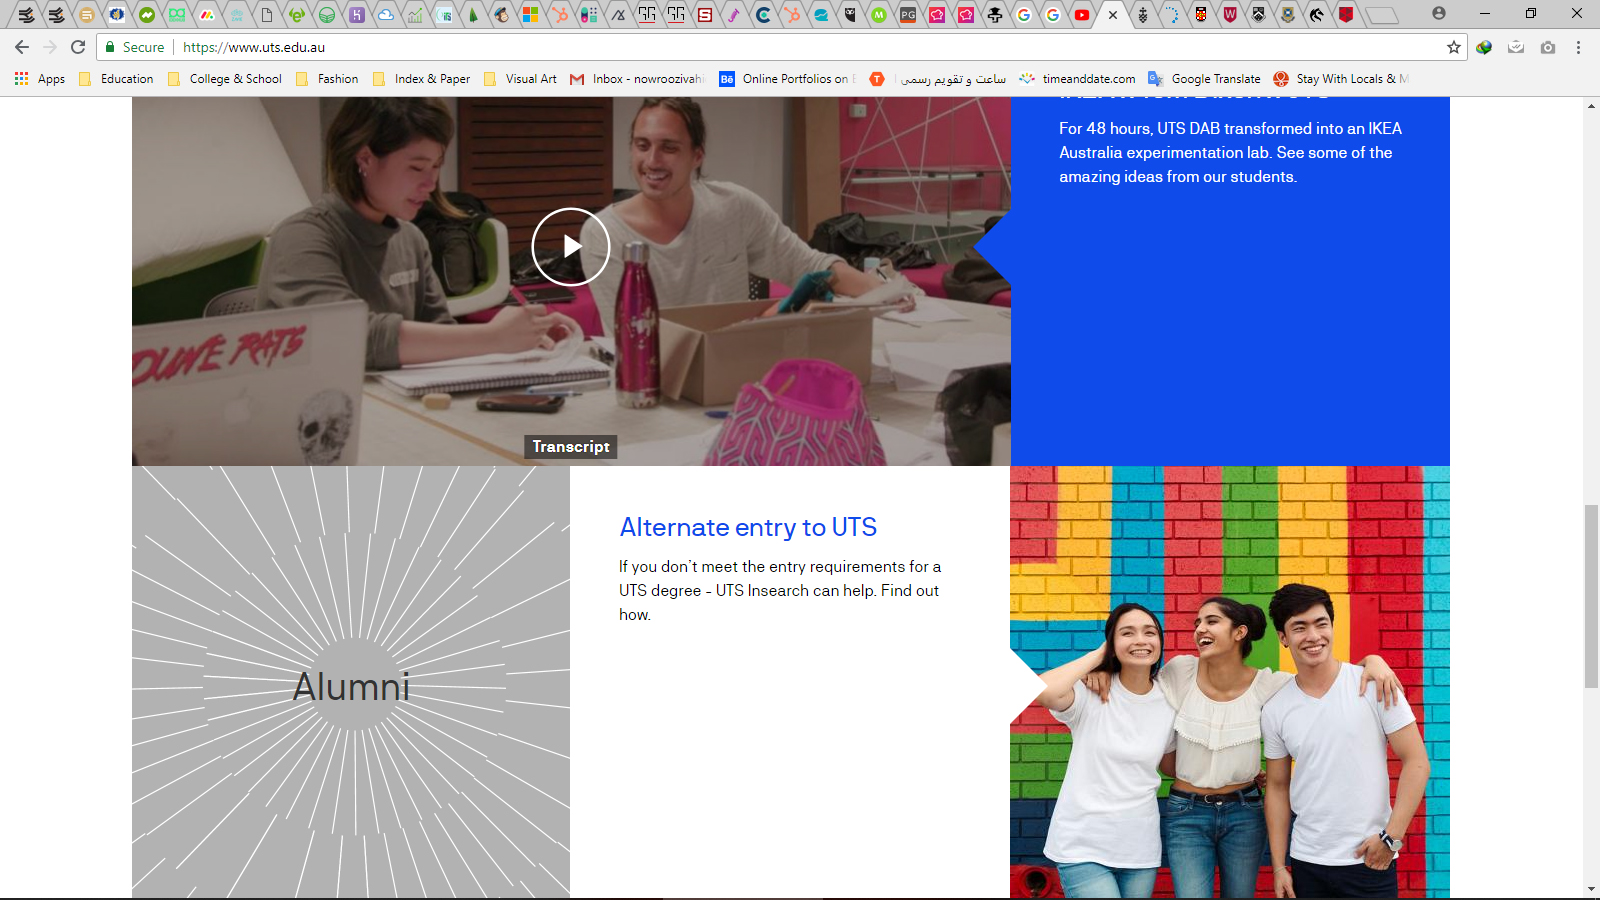 Secure
https://www.uts.edu.au
Apps
Education
College & School
Fashion
Index & Paper
Visual Art
Inbox - nowroozivahi
Online Portfolios on
ساعت و تقویم رسمی
timeanddate.com
Google Translate
Stay With Locals & M
For 48 hours, UTS DAB transformed into an IKEA
Australia experimentation lab. See some of the
amazing ideas from our students.
DUNE RATS
Transcript
Alumni
Alternate entry to UTS
If you don't meet the entry requirements for a
UTS degree - UTS Insearch can help. Find out
how.